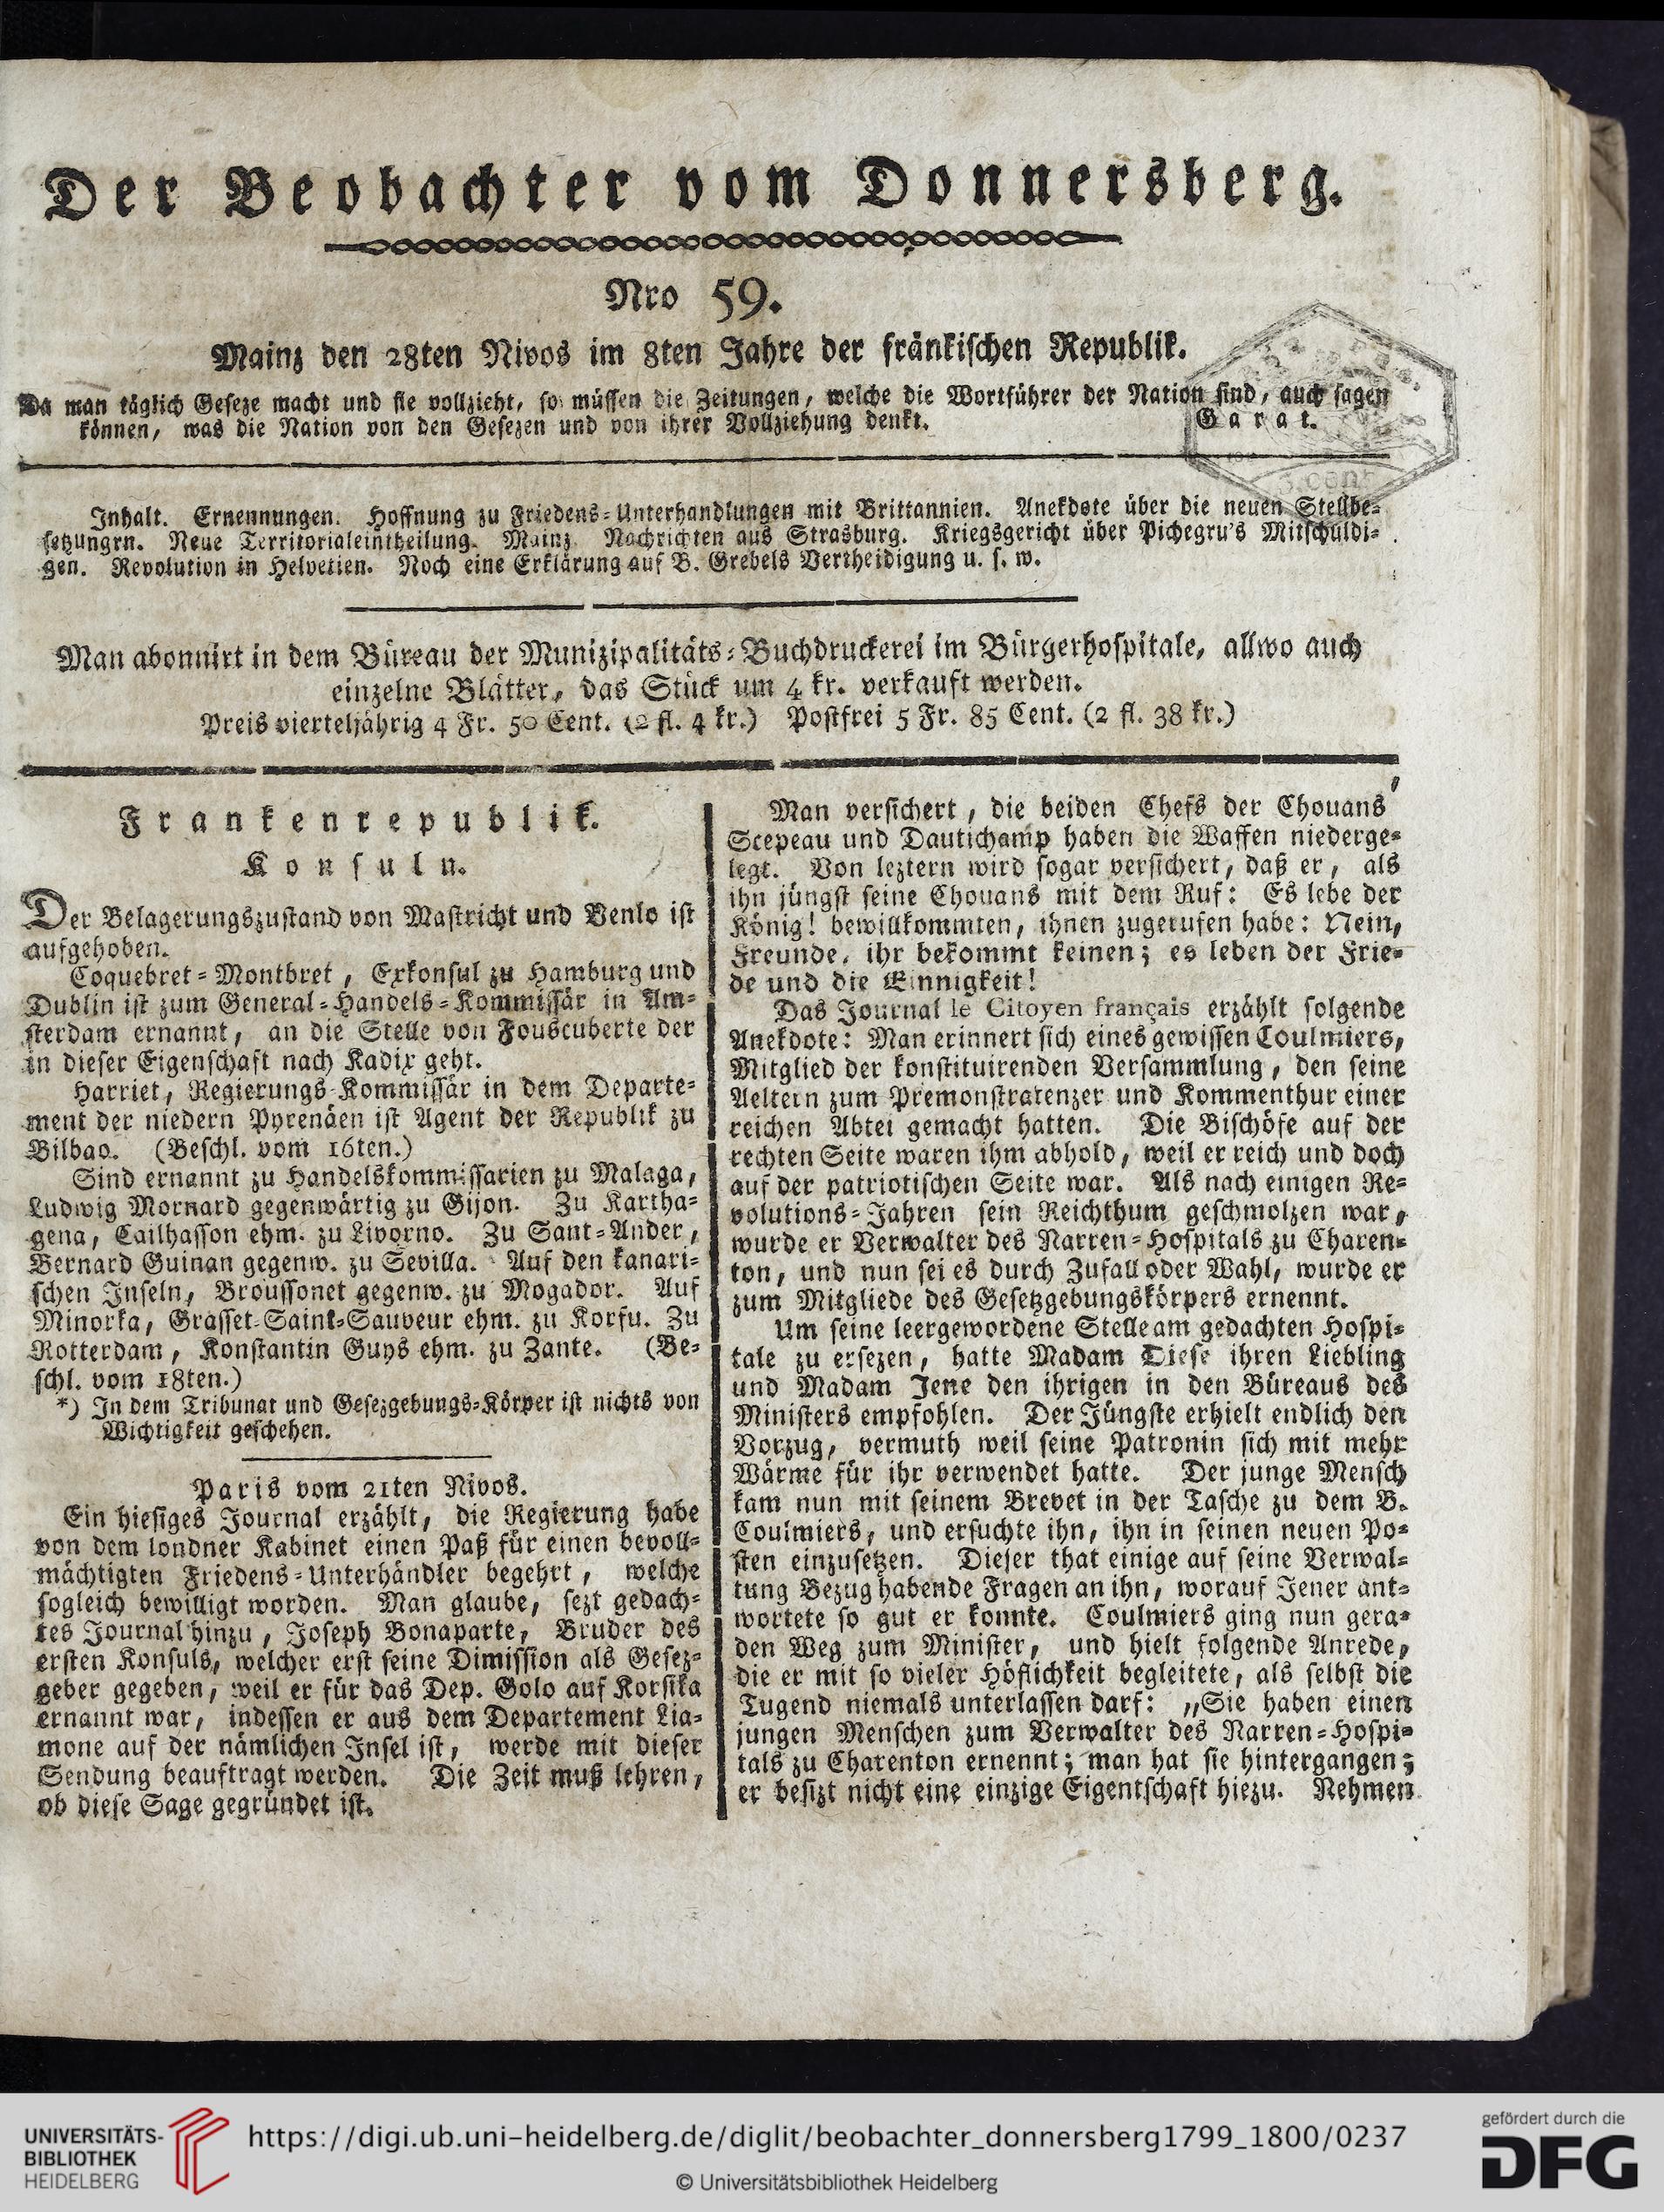 Der Beobachter vom Donnersberg.
Nro 59.
Mainz den 28ten Nivos im 8ten Jahre der fränkischen Republik.
Da man täglich Geseze macht und sie vollzieht, so müssen die Zeitungen, welche die Wortführer der Nation sind, auch sagen
können, was die Nation von den Gesezen und von ihrer Vollziehung denkt.
Garat.
Inhalt. Ernennungen. Hoffnung zu Friedens-Unterhandlungen mit Brittannien. Anekdote über die neuen Stellbe-
setzungrn. Neue Territorialeintheilung. Mainz Nachrichten aus Strasburg. Kriegsgericht über Pichegru's Mitschuldi-
gen. Revolution in Helvetien. Noch eine Erklärung auf B. Grebels Vertheidigung u. s. w.
Man abonnirt in dem Büreau der Munizipalitäts-Buchdruckerei im Bürgerhospitale, allwo auch
einzelne Blätter, das Stück um 4 kr. verkauft werden.
Preis vierteljährig 4 Fr. 50 Cent. (2 fl. 4 kr.) Postfrei 5 Fr. 85 Cent. (2 fl. 38 kr.)
Frankenrepublik.
Konsuln.
Der Belagerungszustand von Mastricht und Venlo ist
aufgehoben.
Coquebret-Montbret, Exkonsul zu Hamburg und
Dublin ist zum General-Handels-Kommissär in Am-
sterdam ernannt, an die Stelle von Fouscuberte der
in dieser Eigenschaft nach Kadix geht.
Harriet, Regierungs-Kommissär in dem Departe-
ment der niedern Pyrenäen ist Agent der Republik zu
Bilbao. (Beschl. vom 16ten.)
Sind ernannt zu Handelskommissarien zu Malaga,
Ludwig Mornard gegenwärtig zu Gijon. Zu Kartha-
gena, Cailhasson ehm. zu Livorno. Zu Sant-Ander,
Bernard Guinan gegenw. zu Sevilla. Auf den kanari-
schen Inseln, Broussonet gegenw. zu Mogador. Auf
Minorka, Grasset-Saint-Sauveur ehm. zu Korfu. Zu
Rotterdam, Konstantin Guys ehm. zu Zante. (Be-
schl. vom 18ten.)
*) In dem Tribunat und Gesezgebungs-Körper ist nichts von
Wichtigkeit geschehen.
Paris vom 21ten Nivos.
Ein hiesiges Journal erzählt, die Regierung habe
von dem londner Kabinet einen Paß für einen bevoll-
mächtigten Friedens-Unterhändler begehrt, welche
sogleich bewilligt worden. Man glaube, sezt gedach-
tes Journal hinzu, Joseph Bonaparte, Bruder des
ersten Konsuls, welcher erst seine Dimission als Gesez-
geber gegeben, weil er für das Dep. Golo auf Korsika
ernannt war, indessen er aus dem Departement Lia-
mone auf der nämlichen Insel ist, werde mit dieser
Sendung beauftragt werden. Die Zeit muß lehren,
ob diese Sage gegründet ist.
Man versichert, die beiden Chefs der Chouans
Scepeau und Dautichamp haben die Waffen niederge-
legt. Von leztern wird sogar versichert, daß er, als
ihn jüngst seine Chouans mit dem Ruf: Es lebe der
König! bewillkommten, ihnen zugerufen habe: Nein,
Freunde, ihr bekommt keinen; es leben der Frie-
de und die Einnigkeit!
Das Journal le Citoyen français erzählt folgende
Anekdote: Man erinnert sich eines gewissen Coulmiers,
Mitglied der konstituirenden Versammlung, den seine
Aeltern zum Premonstratenzer und Kommenthur einer
reichen Abtei gemacht hatten. Die Bischöfe auf der
rechten Seite waren ihm abhold, weil er reich und doch
auf der patriotischen Seite war. Als nach einigen Re-
volutions-Jahren sein Reichthum geschmolzen war,
wurde er Verwalter des Narren-Hospitals zu Charen-
ton, und nun sei es durch Zufall oder Wahl, wurde er
zum Mitgliede des Gesetzgebungskörpers ernennt.
Um seine leergewordene Stelle am gedachten Hospi-
tale zu ersezen, hatte Madam Diese ihren Liebling
und Madam Jene den ihrigen in den Büreaus des
Ministers empfohlen. Der Jüngste erhielt endlich den
Vorzug, vermuth weil seine Patronin sich mit mehr
Wärme für ihr verwendet hatte. Der junge Mensch
kam nun mit seinem Brevet in der Tasche zu dem B.
Coulmiers, und ersuchte ihn, ihn in seinen neuen Po-
sten einzusetzen. Dieser that einige auf seine Verwal-
tung Bezug habende Fragen an ihn, worauf Jener ant-
wortete so gut er konnte. Coulmiers ging nun gera-
den Weg zum Minister, und hielt folgende Anrede,
die er mit so vieler Höflichkeit begleitete, als selbst die
Tugend niemals unterlassen darf: „Sie haben einen
jungen Menschen zum Verwalter des Narren-Hospi-
tals zu Charenton ernennt; man hat sie hintergangen;
er besizt nicht eine einzige Eigentschaft hiezu. Nehmen
UNIVERSITÄTS-
BIBLIOTHEK
HEIDELBERG
https://digi.ub.uni-heidelberg.de/diglit/beobachter_donnersberg1799_1800/0237
© Universitätsbibliothek Heidelberg
gefördert durch die
DFG